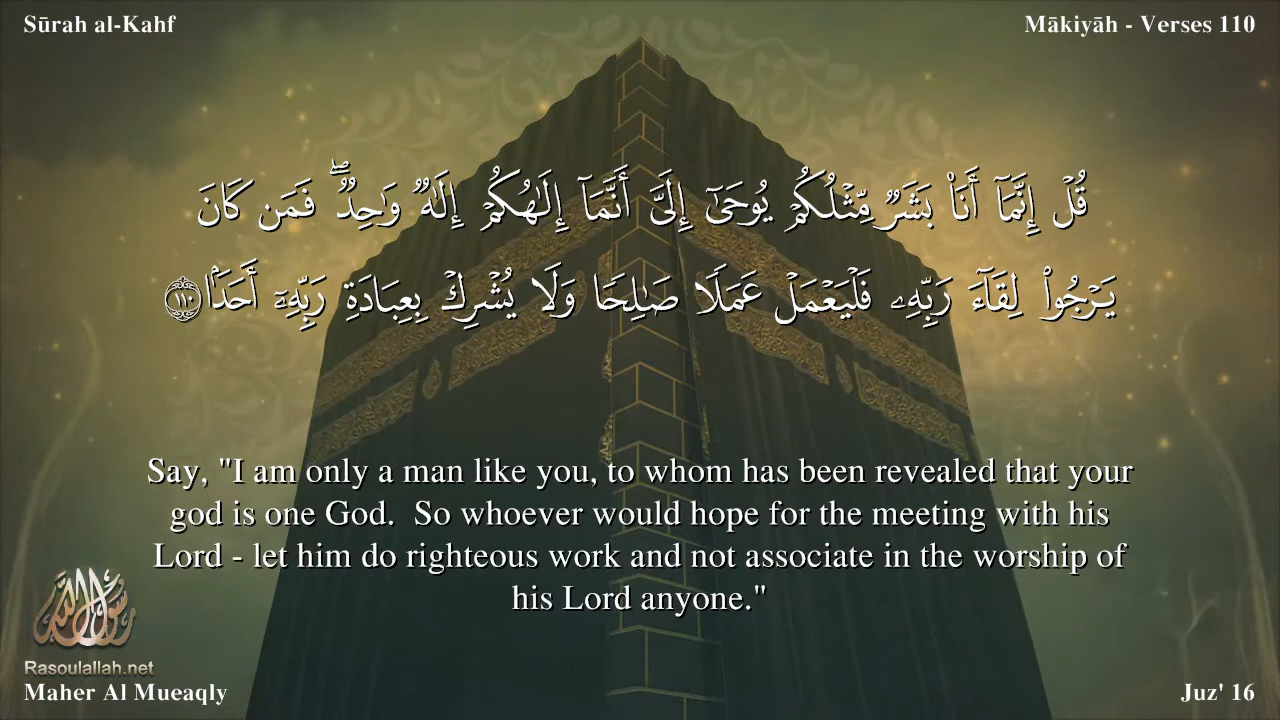 Sūrah al-Kahf
Mākiyāh - Verses 110
قُلْ إِنَّمَآ أَنَا۠ بَشَرٌ مِّثْلُكُمْ يُوحَىٰٓ إِلَىَّ أَنَّمَآ إِلَـٰهُكُمْ إِلَـٰهٌ وَٰحِدٌ ۖ فَمَن كَانَ
يَرْجُوا۟ لِقَآءَ رَبِّهِۦ فَلْيَعْمَلْ عَمَلًا صَـٰلِحًا وَلَا يُشْرِكْ بِعِبَادَةِ رَبِّهِۦٓ أَحَدًۢا ١١٠
Say, "I am only a man like you, to whom has been revealed that your
god is one God.  So whoever would hope for the meeting with his
Lord - let him do righteous work and not associate in the worship of
his Lord anyone."
رسول الله
Rasoulallah.net
Maher Al Mueaqly
Juz' 16